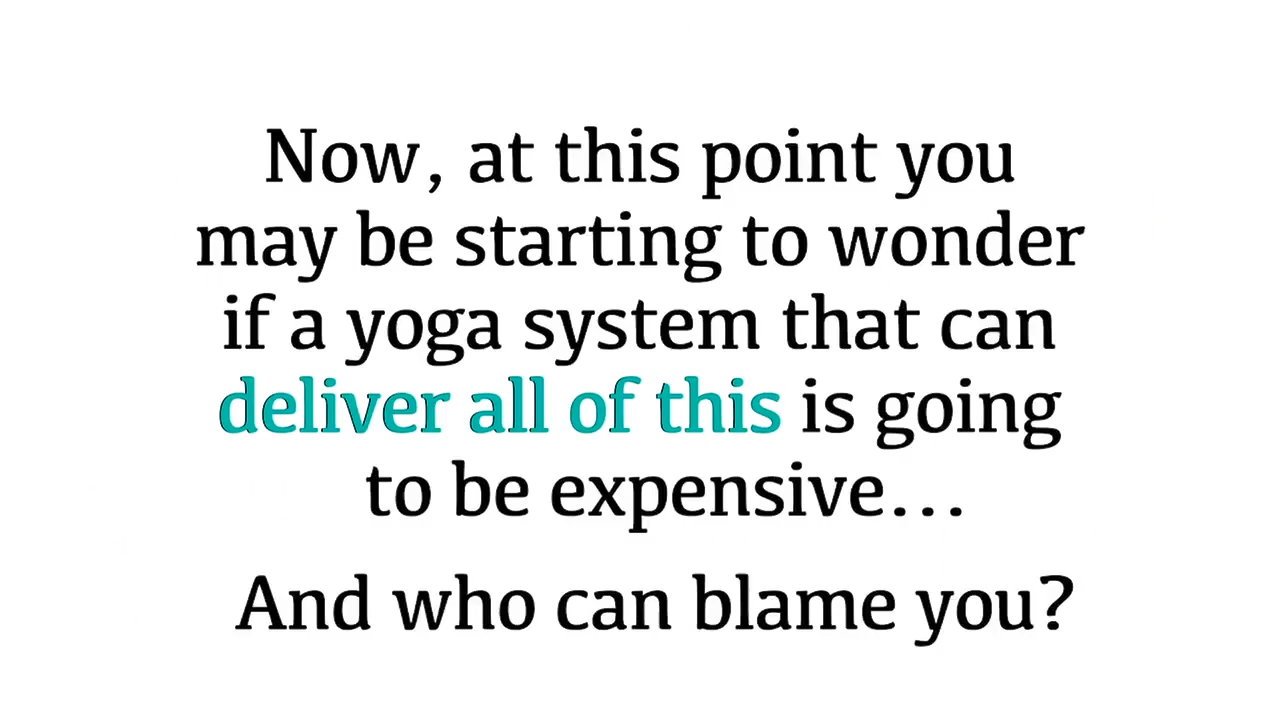 Now, at this point you
may be starting to wonder
if a yoga system that can
deliver all of this is going
to be expensive...
And who can blame you?